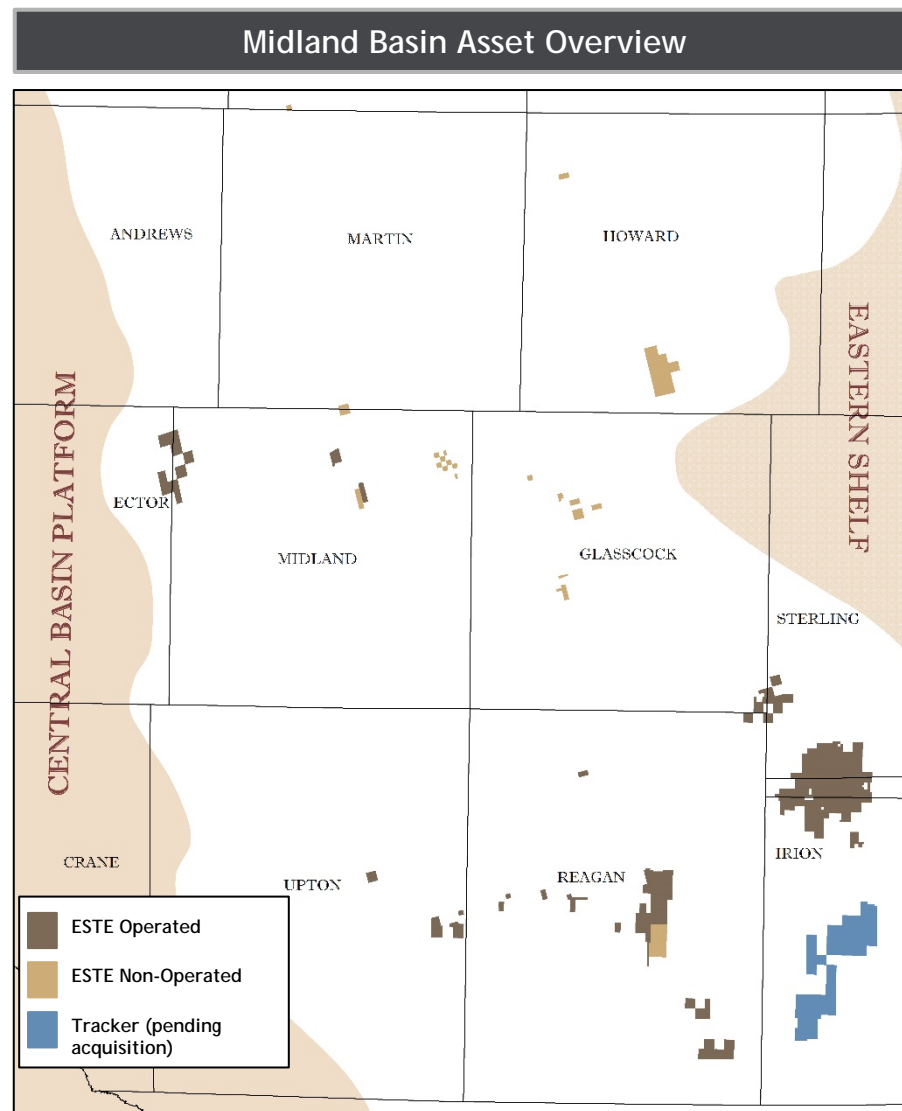 Midland Basin Asset Overview
ANDREWS
MARTIN
HOWARD
EASTERN SHELF
CENTRAL BASIN PLATFORM
ECTOR
MIDLAND
GLASSCOCK
STERLING
CRANE
UPTON
REAGAN
IRION
ESTE Operated
ESTE Non-Operated
Tracker (pending
acquisition)